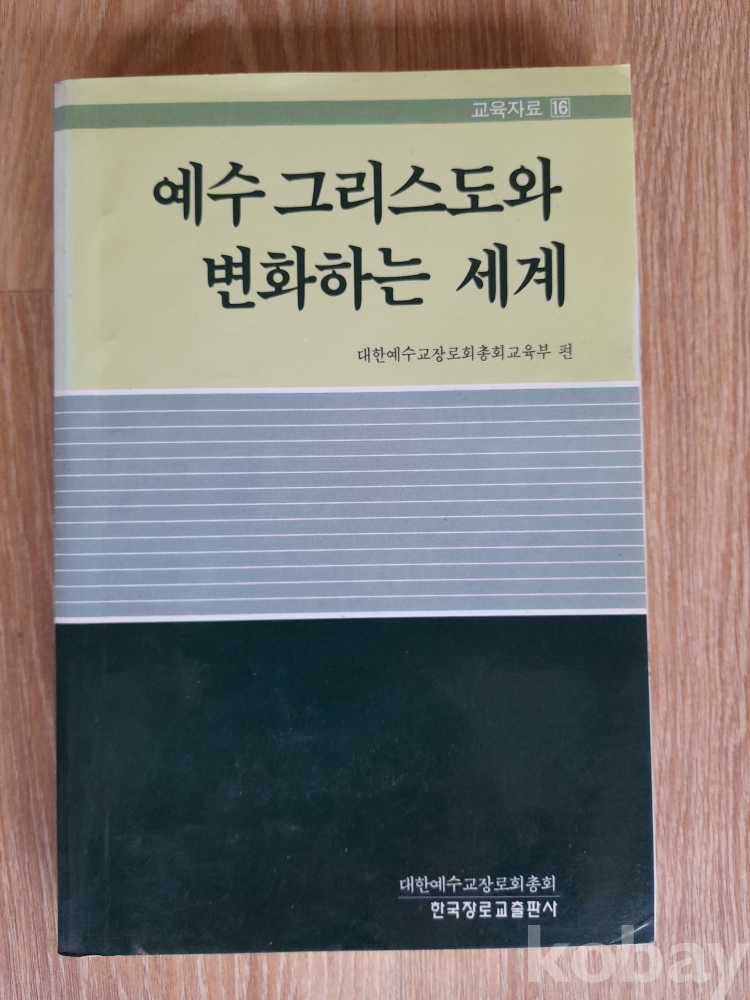 교육자료 16
예수 그리스도와
변화하는 세계
대한예수교장로회총회교육부 편
대한예수교장로회총회
한국장로교출판사
kobay